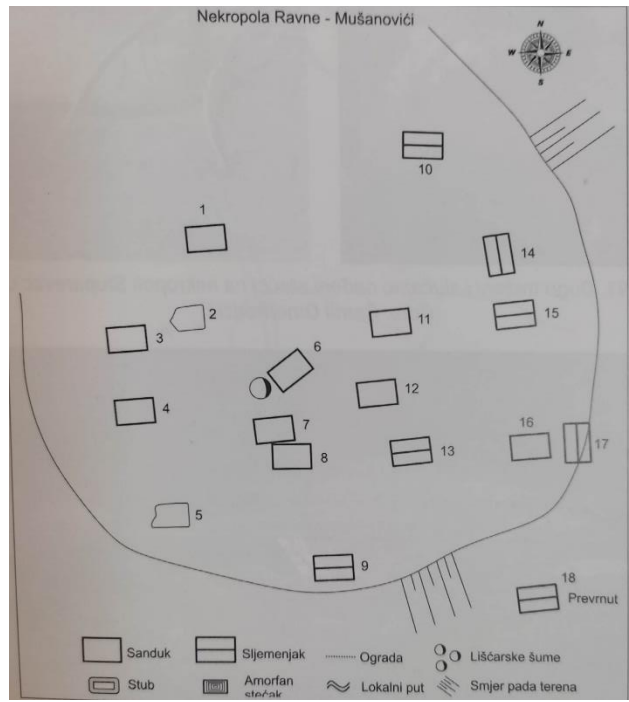 Nekropola Ravne - Mušanovići
N
W E
S
10
1
14
2
15
3
11
6
4
12
7
16
8
13
17
5
9
18
Prevrnut
Sanduk
Sljemenjak
Ograda
Lišćarske šume
Stub
Amorfan
stećak
Lokalni put
Smjer pada terena